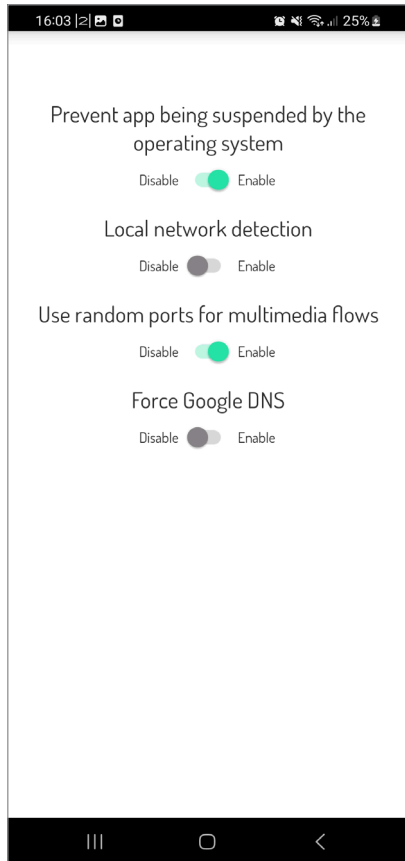 16:03 25%
Prevent app being suspended by the
operating system
Disable Enable
Local network detection
Disable Enable
Use random ports for multimedia flows
Disable Enable
Force Google DNS
Disable Enable